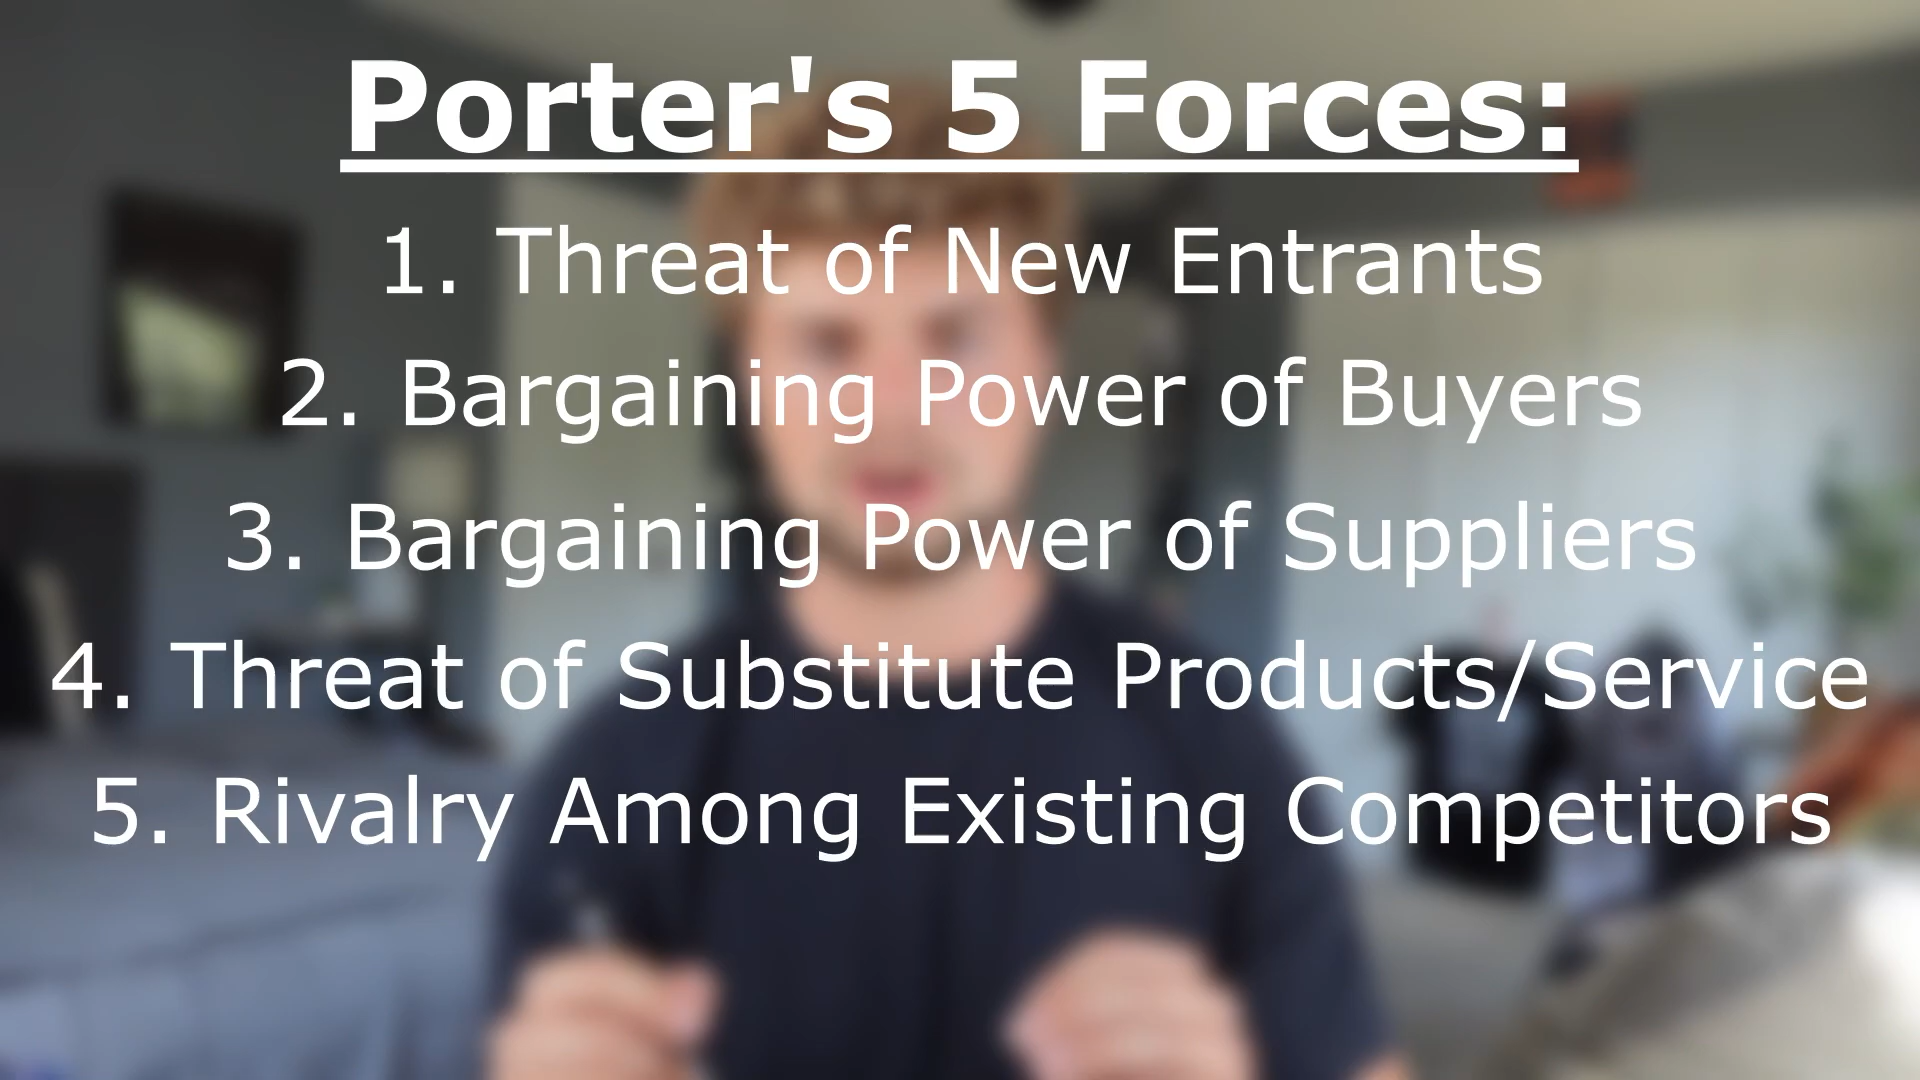 Porter's 5 Forces:
1. Threat of New Entrants
2. Bargaining Power of Buyers
3. Bargaining Power of Suppliers
4. Threat of Substitute Products/Service
5. Rivalry Among Existing Competitors